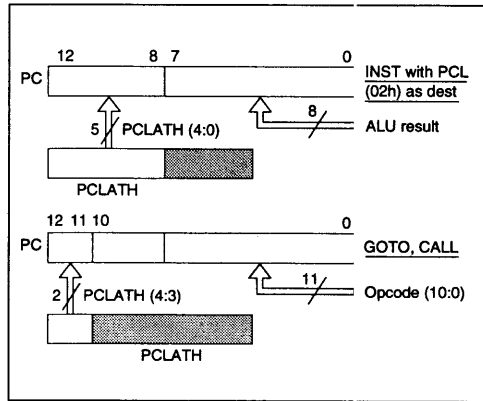 12 8 7 0
PC
INST with PCL
(02h) as dest
5 PCLATH (4:0)
8
ALU result
PCLATH
12 11 10 0
PC
GOTO, CALL
2 PCLATH (4:3)
11
Opcode (10:0)
PCLATH